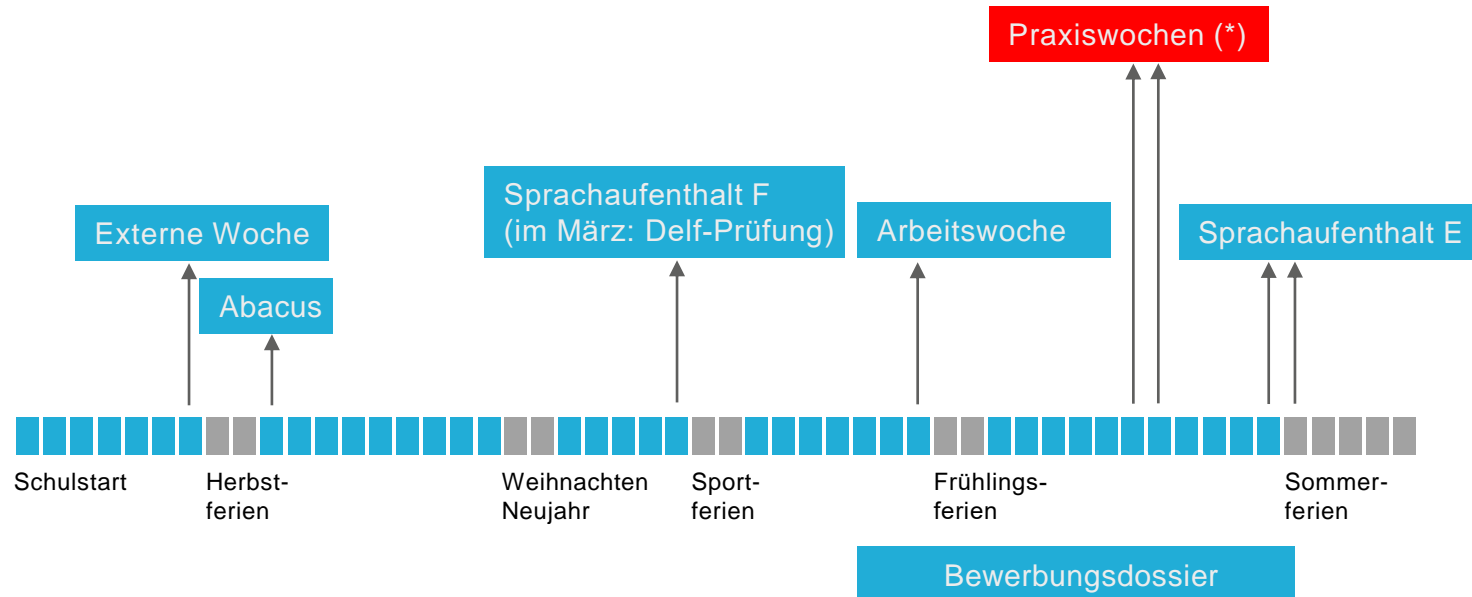 Praxiswochen (*)
Externe Woche
Abacus
Sprachaufenthalt F
(im März: Delf-Prüfung)
Arbeitswoche
Sprachaufenthalt E
Schulstart
Herbst-
ferien
Weihnachten
Neujahr
Sport-
ferien
Frühlings-
ferien
Sommer-
ferien
Bewerbungsdossier